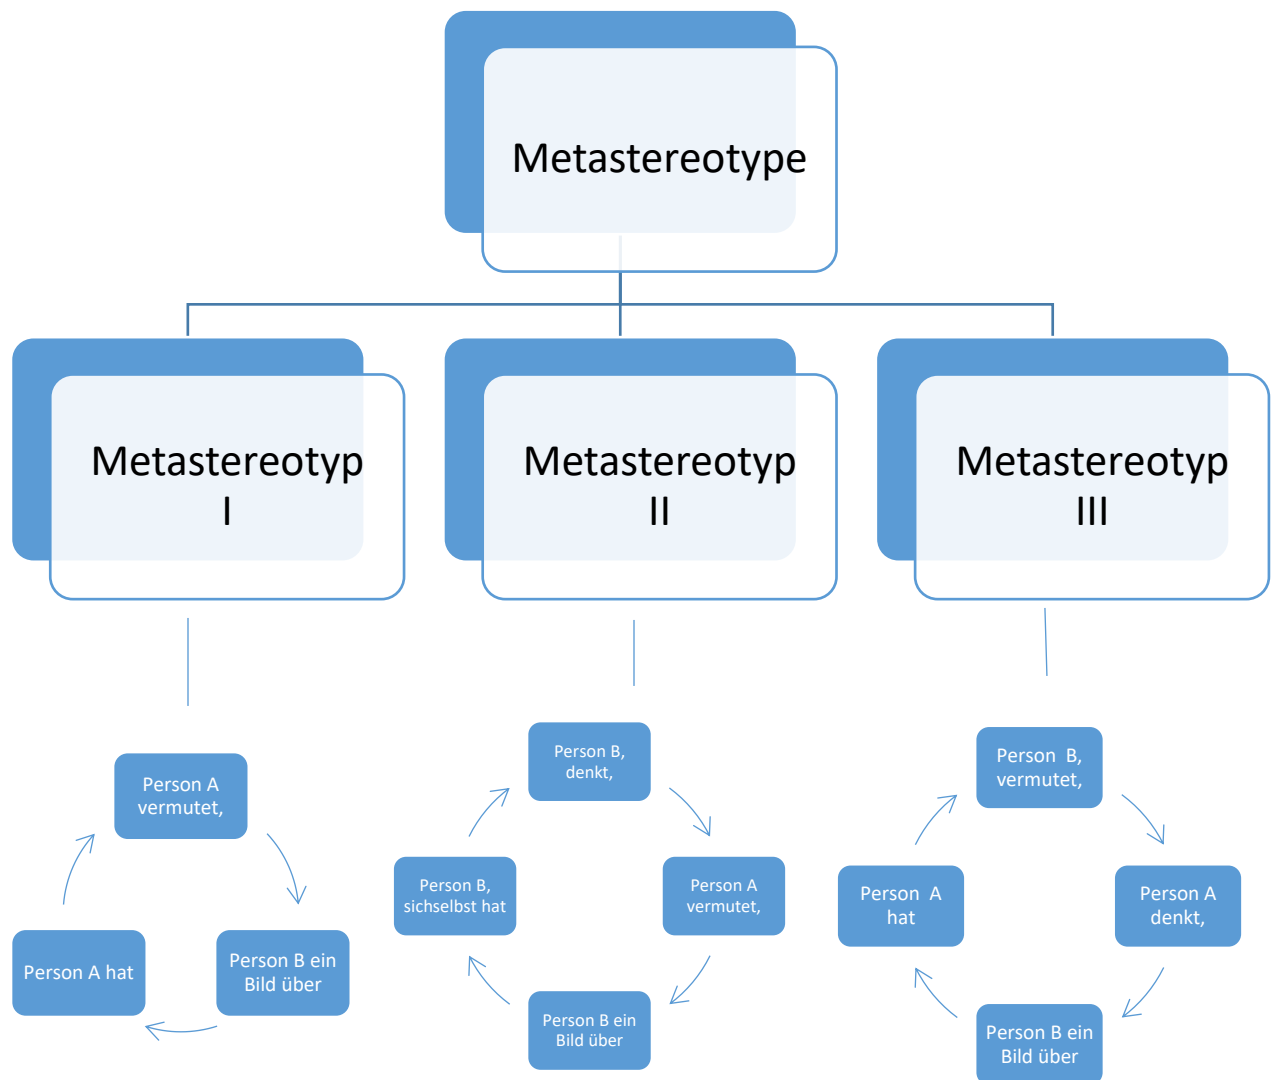 Metastereotype
Metastereotyp
I
Metastereotyp
II
Metastereotyp
III
Person A
vermutet,
Person B ein
Bild über
Person A hat
Person B,
denkt,
Person A
vermutet,
Person B ein
Bild über
Person B,
sichselbst hat
Person  B,
vermutet,
Person A
denkt,
Person B ein
Bild über
Person  A
hat